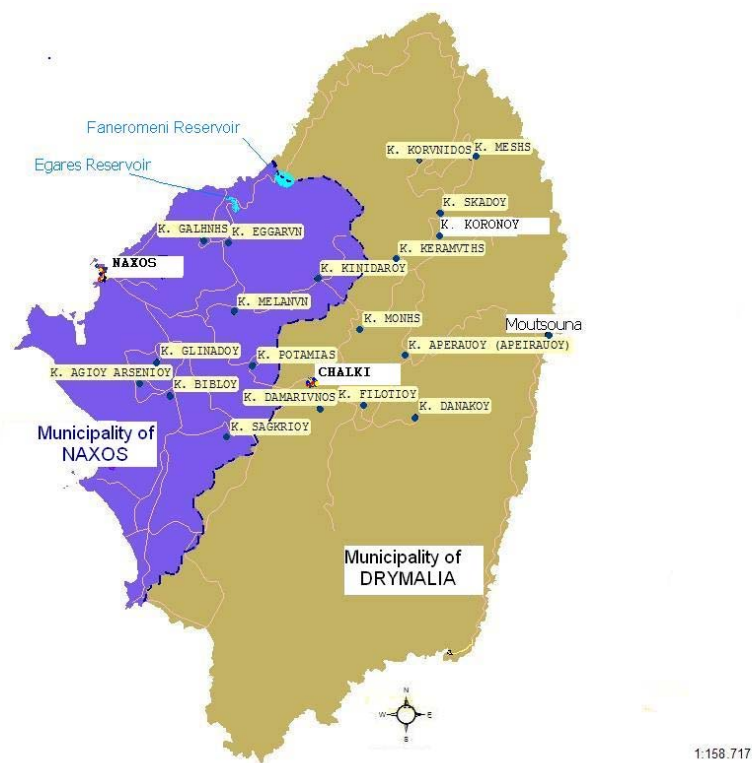 Faneromeni Reservoir
Egares Reservoir
K. KORVNIDOS
K. MESHS
K. SKADOY
K. KORONOY
K. GALHNHS
K. EGGARVN
K. KERAMVTHS
NAXOS
K. KINIDAROY
K. MELANVN
K. MONHS
Moutsouna
K. GLINADOY
K. POTAMIAS
K. APERAUOY (APEIRAUOY)
K. AGIOY ARSENIOY
CHALKI
K. BIBLOY
K. DAMARIVNOS
K. FILOTIOY
K. DANAKOY
K. SAGKRIOY
Municipality of
NAXOS
Municipality of
DRYMALIA
N
W
E
S
1:158.717